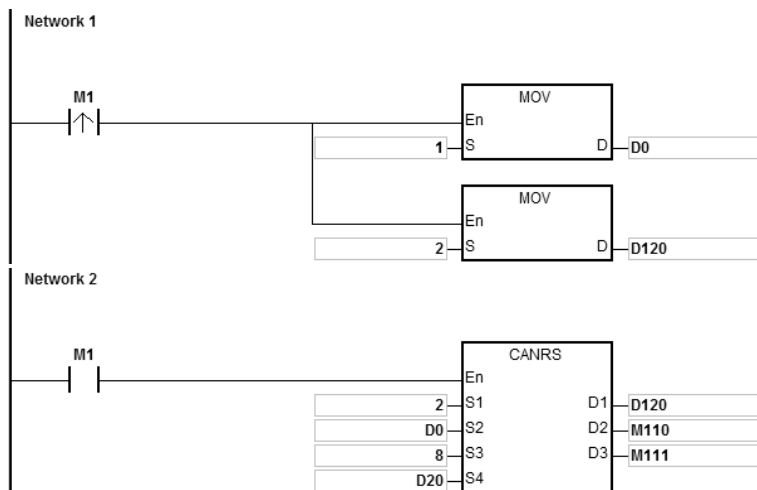 Network 1
M1
MOV
En
1 S D D0
MOV
En
2 S D D120
Network 2
M1
CANRS
En
2 S1 D1 D120
D0 S2 D2 M110
8 S3 D3 M111
D20 S4